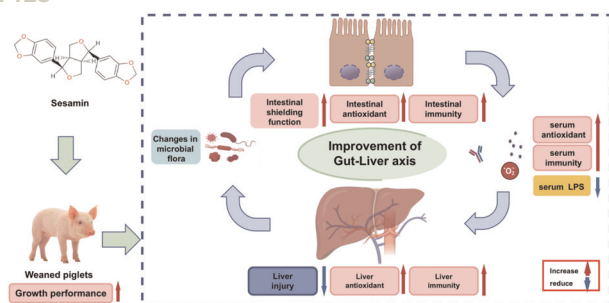 Sesamin
Weaned piglets
Growth performance
Changes in
microbial
flora
Intestinal
shielding
function
Intestinal
antioxidant
Intestinal
immunity
Improvement of
Gut-Liver axis
serum
antioxidant
serum
immunity
serum LPS
Liver
injury
Liver
antioxidant
Liver
immunity
Increase
reduce
O
O
O
O
O
O
H
H